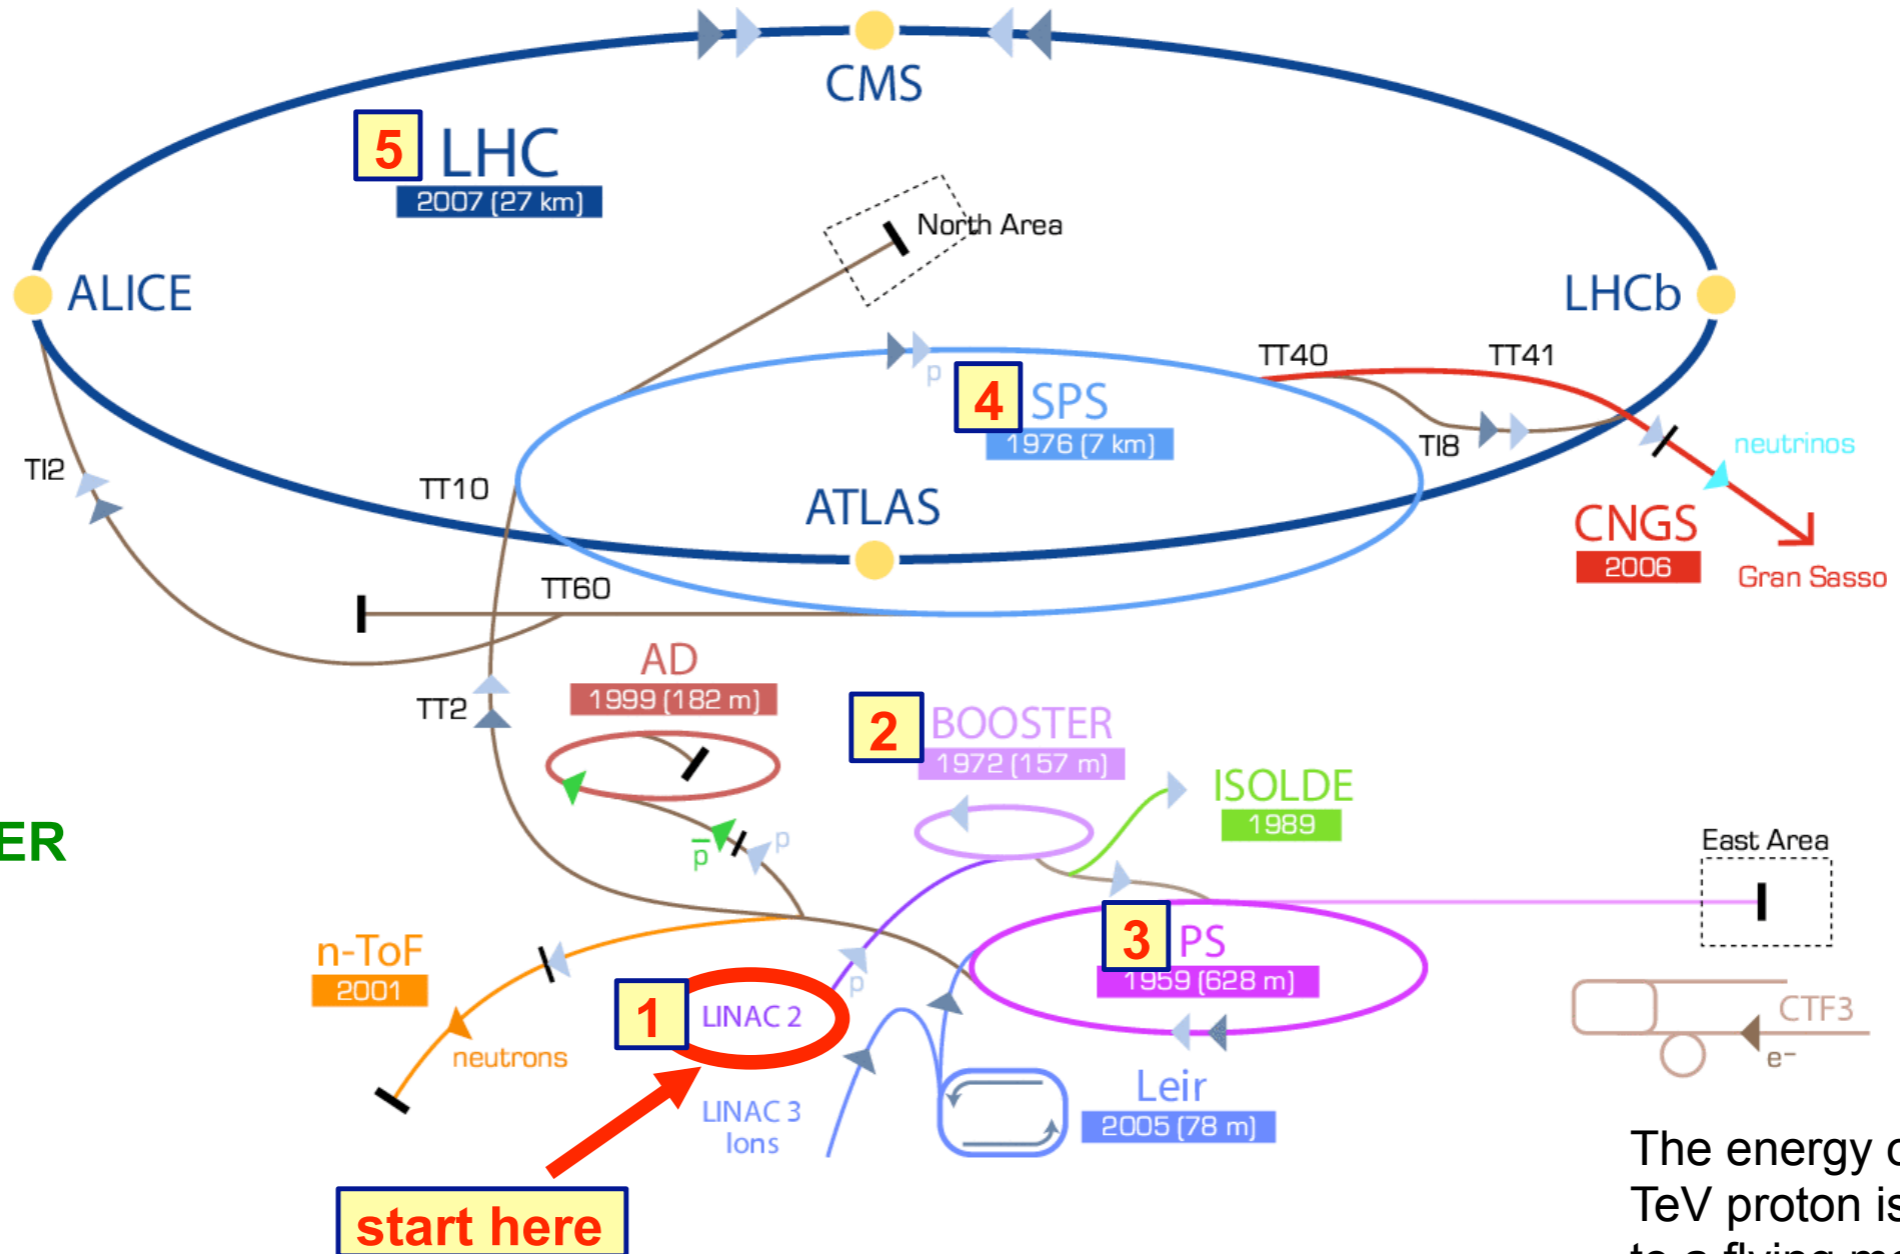 CMS
5 LHC
2007 (27 km)
North Area
ALICE
LHCb
TT40
TT41
p
4 SPS
1976 (7 km)
TI8
neutrinos
TI2
TT10
ATLAS
CNGS
2006
Gran Sasso
TT60
AD
1999 (182 m)
TT2
2 BOOSTER
1972 (157 m)
ISOLDE
1989
ER
p
p
East Area
n-ToF
2001
3 PS
1959 (628 m)
p
1 LINAC 2
CTF3
e-
neutrons
Leir
2005 (78 m)
LINAC 3
Ions
The energy
TeV proton is
to a flying
start here